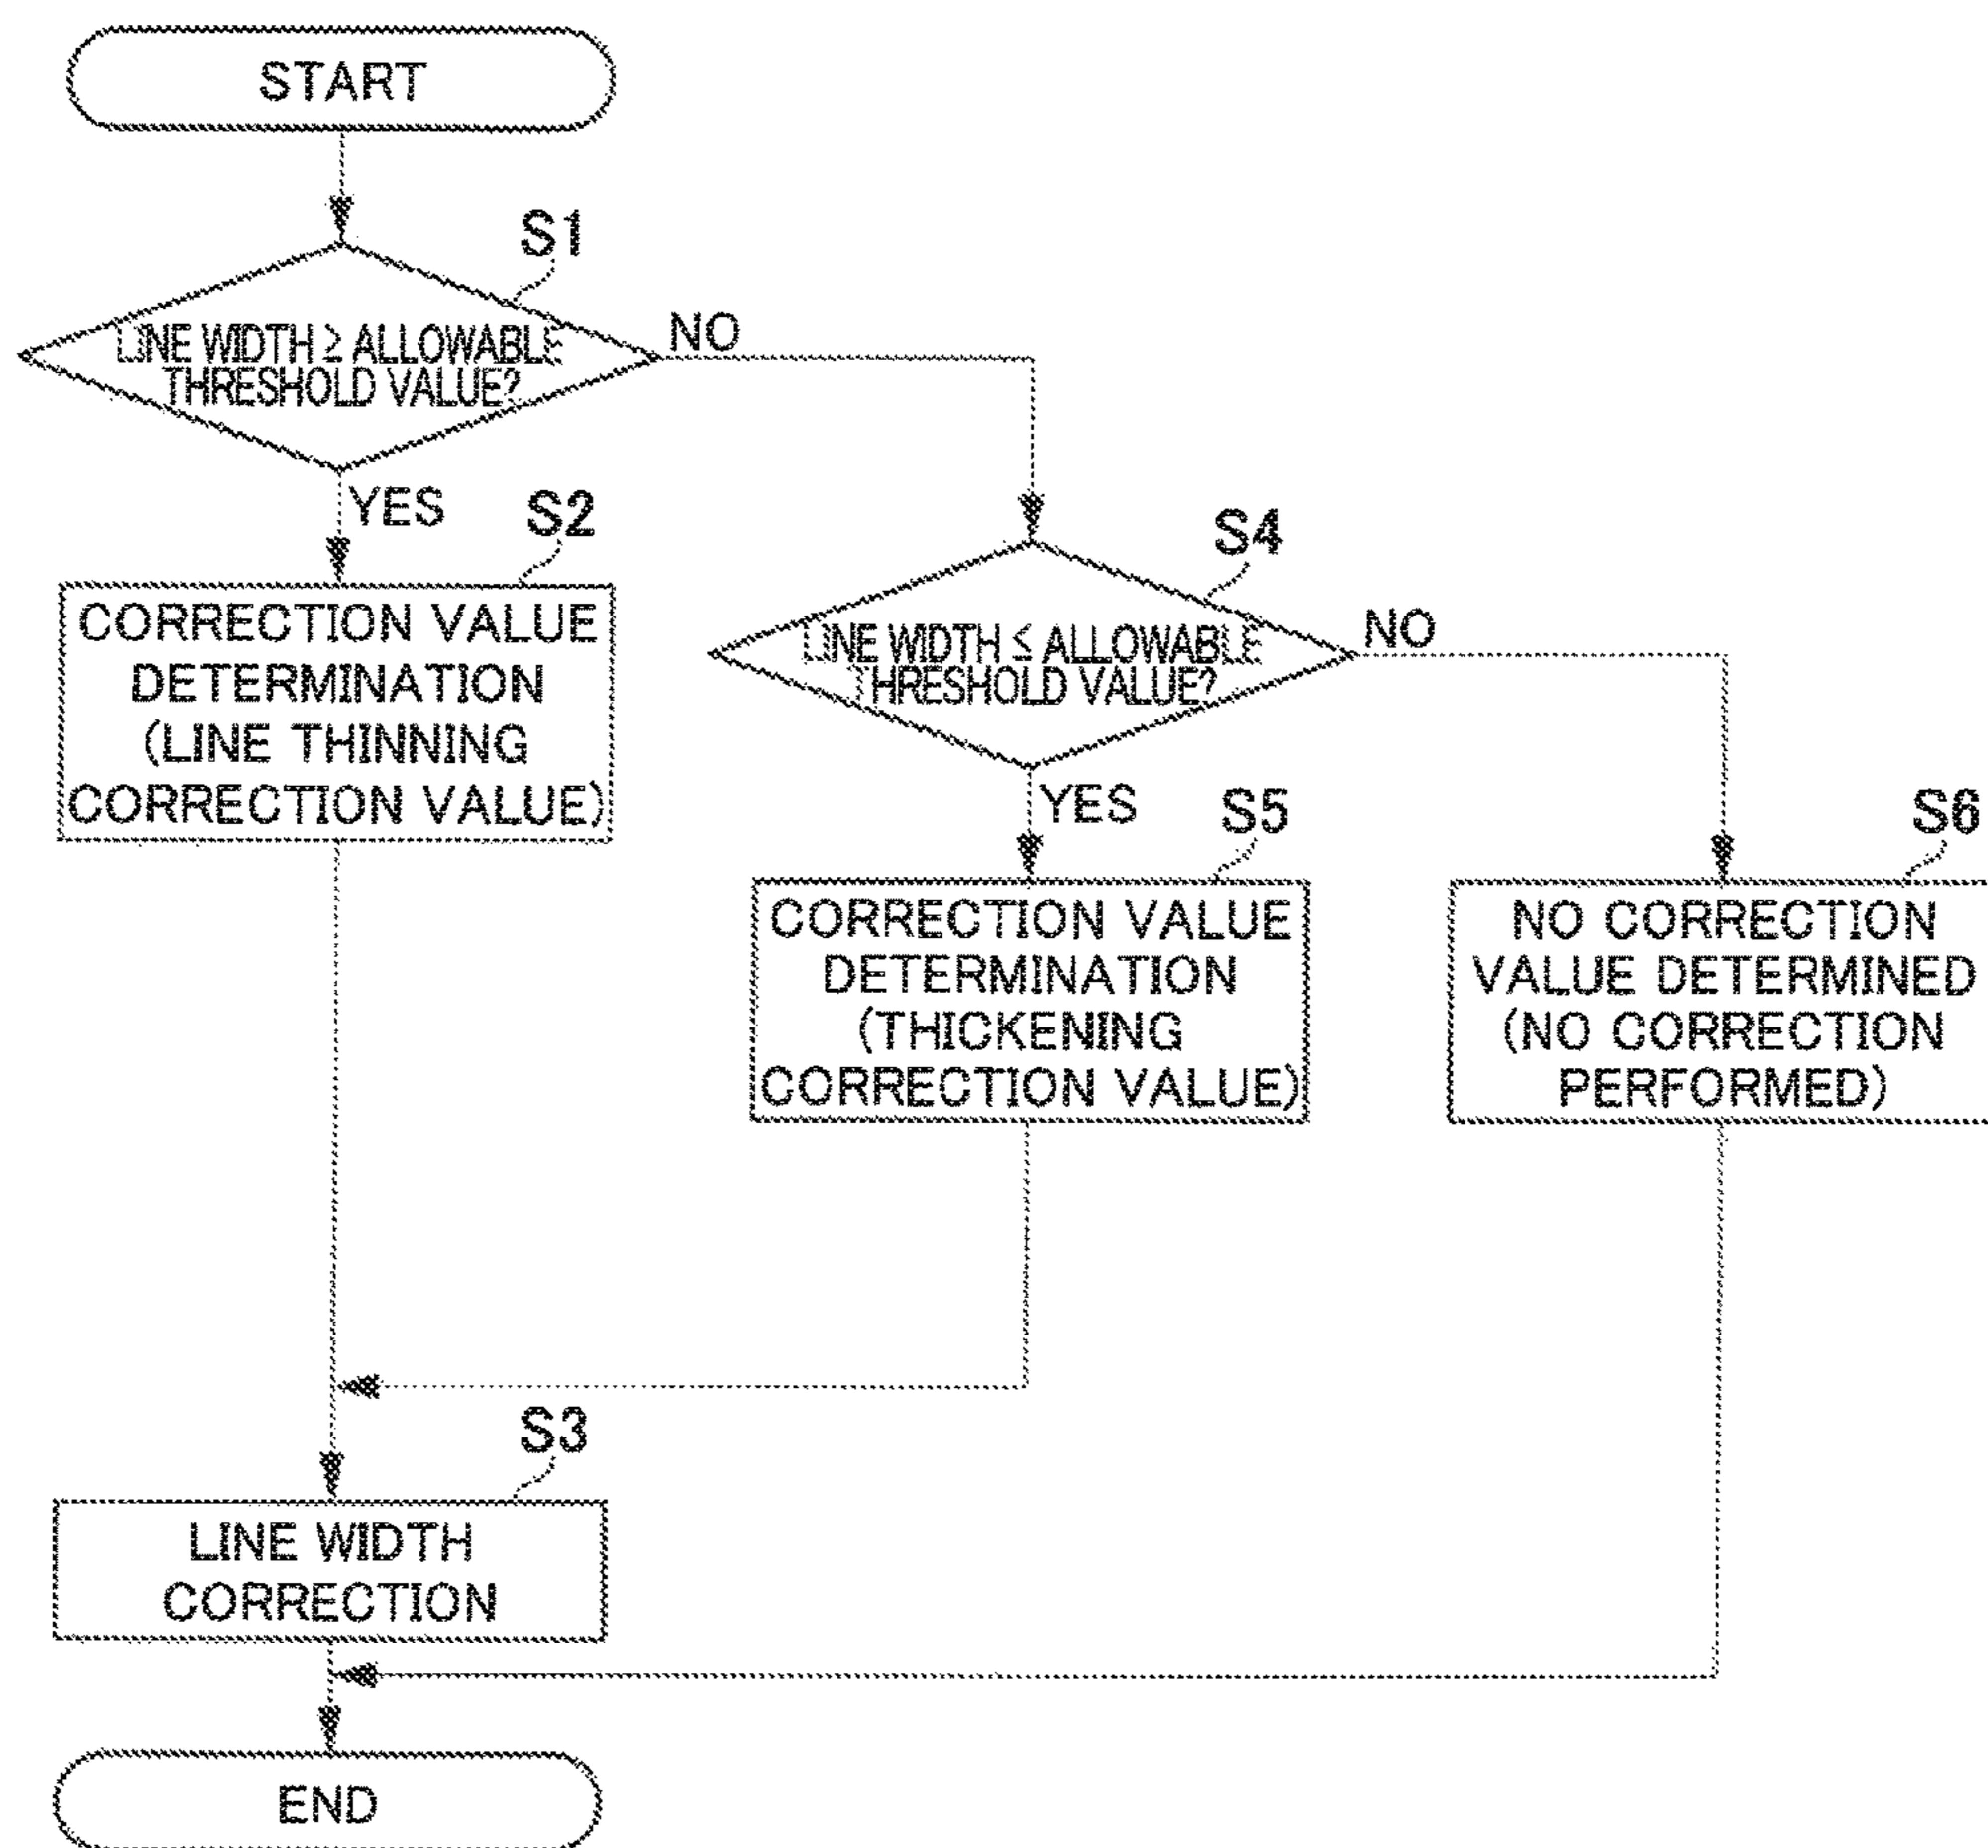 START
S1
LINE WIDTH ≥ ALLOWABLE
THRESHOLD VALUE?
NO
YES
S2
CORRECTION VALUE
DETERMINATION
(LINE THINNING
CORRECTION VALUE)
S4
LINE WIDTH ≤ ALLOWABLE
THRESHOLD VALUE?
NO
YES
S5
CORRECTION VALUE
DETERMINATION
(THICKENING
CORRECTION VALUE)
S6
NO CORRECTION
VALUE DETERMINED
(NO CORRECTION
PERFORMED)
S3
LINE WIDTH
CORRECTION
END